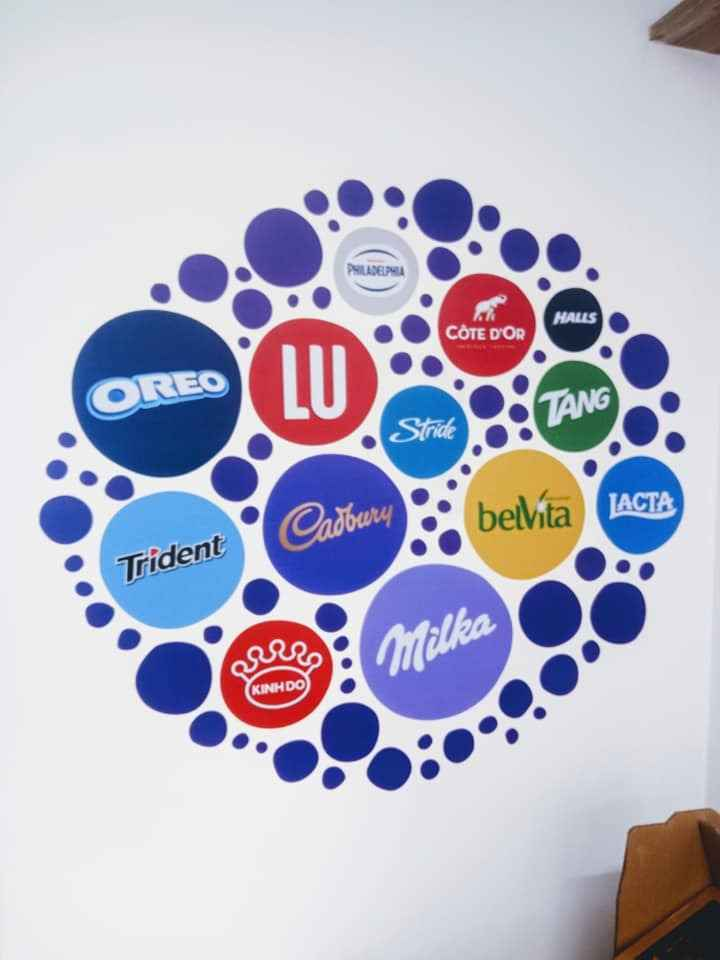 PHILADELPHIA
CÔTE D'OR
HALLS
OREO
LU
Stride
TANG
Cadbury
belVita
LACTA
Trident
Milka
KINH DO